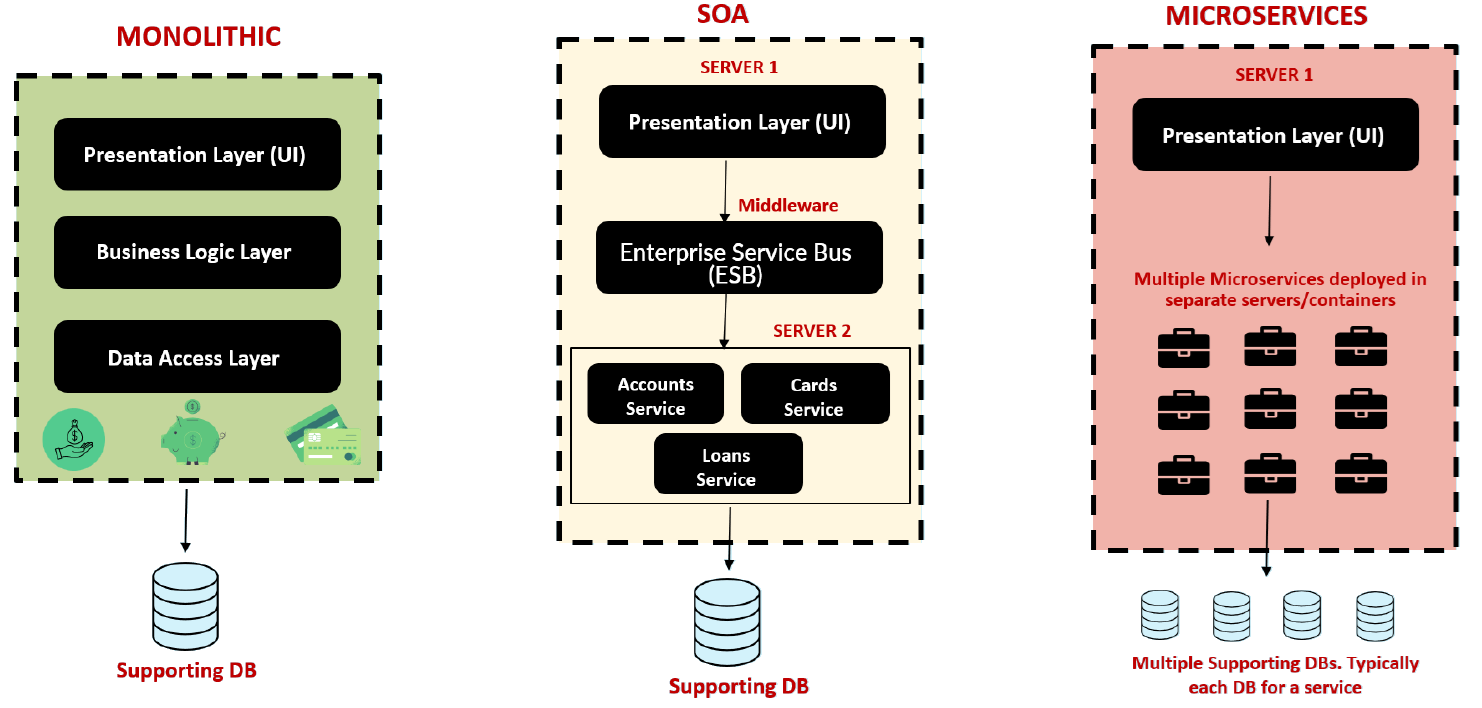 MONOLITHIC
Presentation Layer (UI)
Business Logic Layer
Data Access Layer
Supporting DB
SOA
SERVER 1
Presentation Layer (UI)
Middleware
Enterprise Service Bus
(ESB)
SERVER 2
Accounts
Service
Cards
Service
Loans
Service
Supporting DB
MICROSERVICES
SERVER 1
Presentation Layer (UI)
Multiple Microservices deployed in
separate servers/containers
Multiple Supporting DBs. Typically
each DB for a service